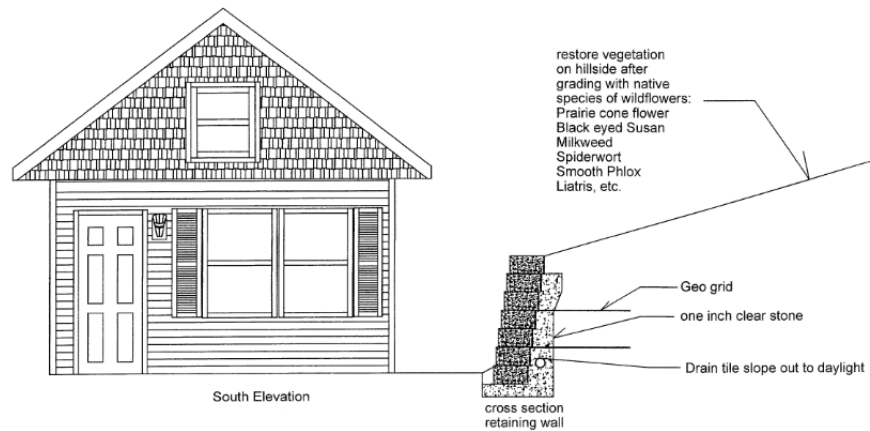 restore vegetation
on hillside after
grading with native
species of wildflowers:
Prairie cone flower
Black eyed Susan
Milkweed
Spiderwort
Smooth Phlox
Liatris, etc.
Geo grid
one inch clear stone
Drain tile slope out to daylight
South Elevation
cross section
retaining wall